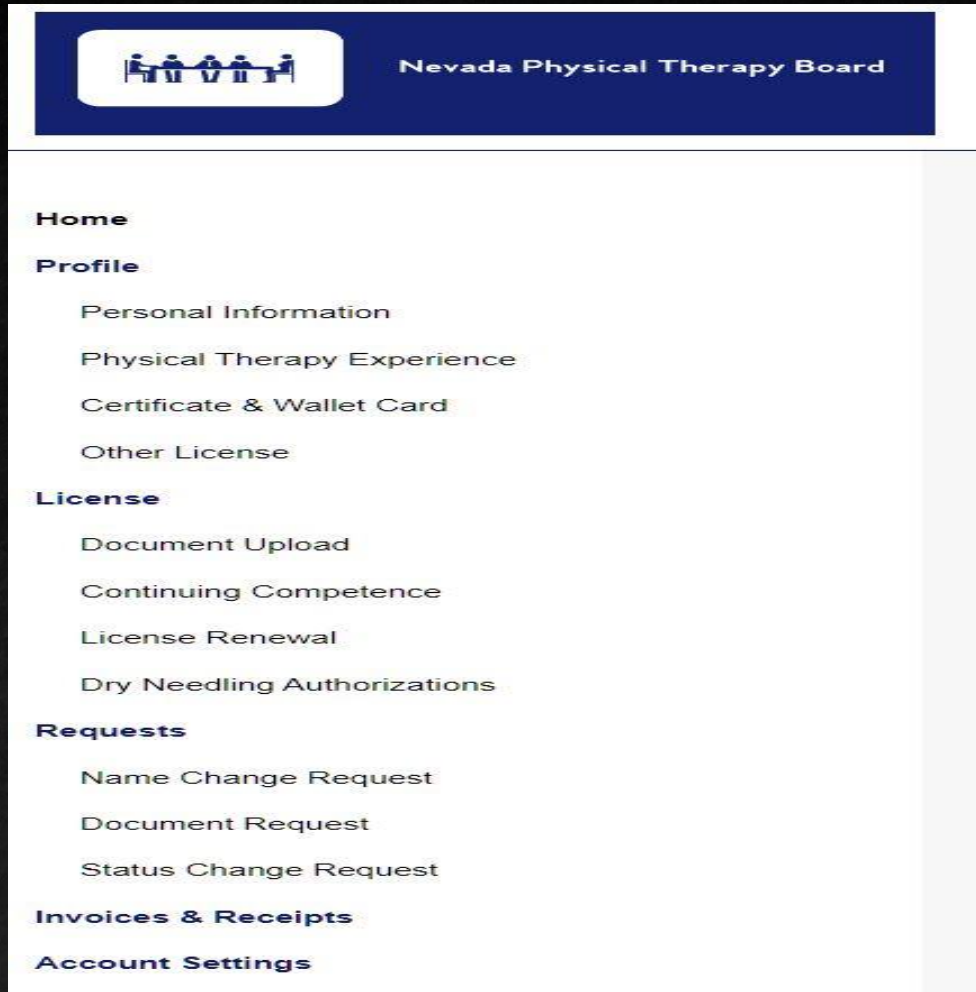 Nevada Physical Therapy Board
Home
Profile
Personal Information
Physical Therapy Experience
Certificate & Wallet Card
Other License
License
Document Upload
Continuing Competence
License Renewal
Dry Needling Authorizations
Requests
Name Change Request
Document Request
Status Change Request
Invoices & Receipts
Account Settings